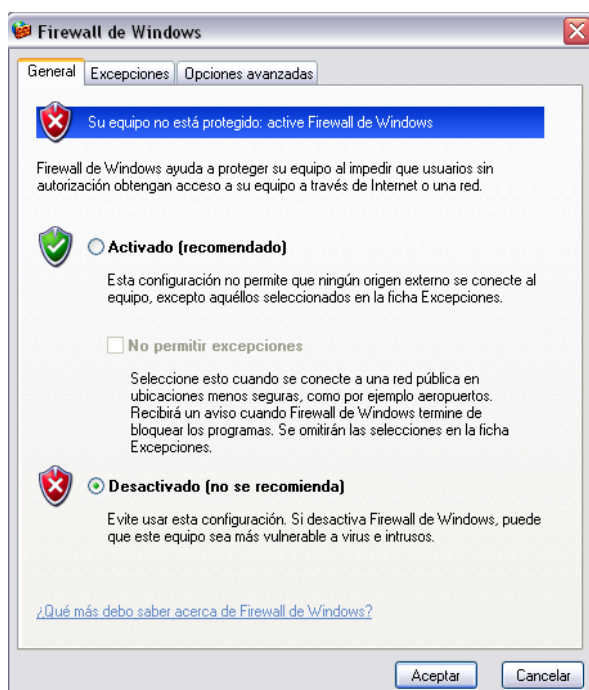 Firewall de Windows
General
Excepciones
Opciones avanzadas
Su equipo no está protegido: active Firewall de Windows
Firewall de Windows ayuda a proteger su equipo al impedir que usuarios sin
autorización obtengan acceso a su equipo a través de Internet o una red.
Activado (recomendado)
Esta configuración no permite que ningún origen externo se conecte al
equipo, excepto aquéllos seleccionados en la ficha Excepciones.
No permitir excepciones
Seleccione esto cuando se conecte a una red pública en
ubicaciones menos seguras, como por ejemplo aeropuertos.
Recibirá un aviso cuando Firewall de Windows termine de
bloquear los programas. Se omitirán las selecciones en la ficha
Excepciones.
Desactivado (no se recomienda)
Evite usar esta configuración. Si desactiva Firewall de Windows, puede
que este equipo sea más vulnerable a virus e intrusos.
¿Qué más debo saber acerca de Firewall de Windows?
Aceptar
Cancelar